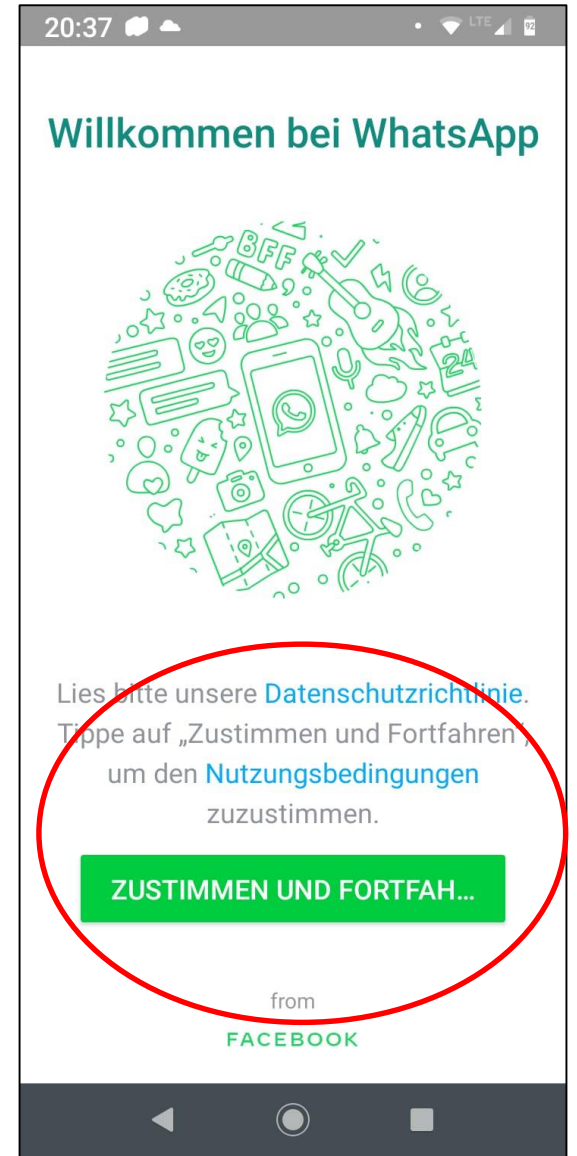 20:37
LTE
92
Willkommen bei WhatsApp
BFF
24
Lies bitte unsere Datenschutzrichtlinie.
Tippe auf „Zustimmen und Fortfahren“,
um den Nutzungsbedingungen
zuzustimmen.
ZUSTIMMEN UND FORTFAH...
from
FACEBOOK